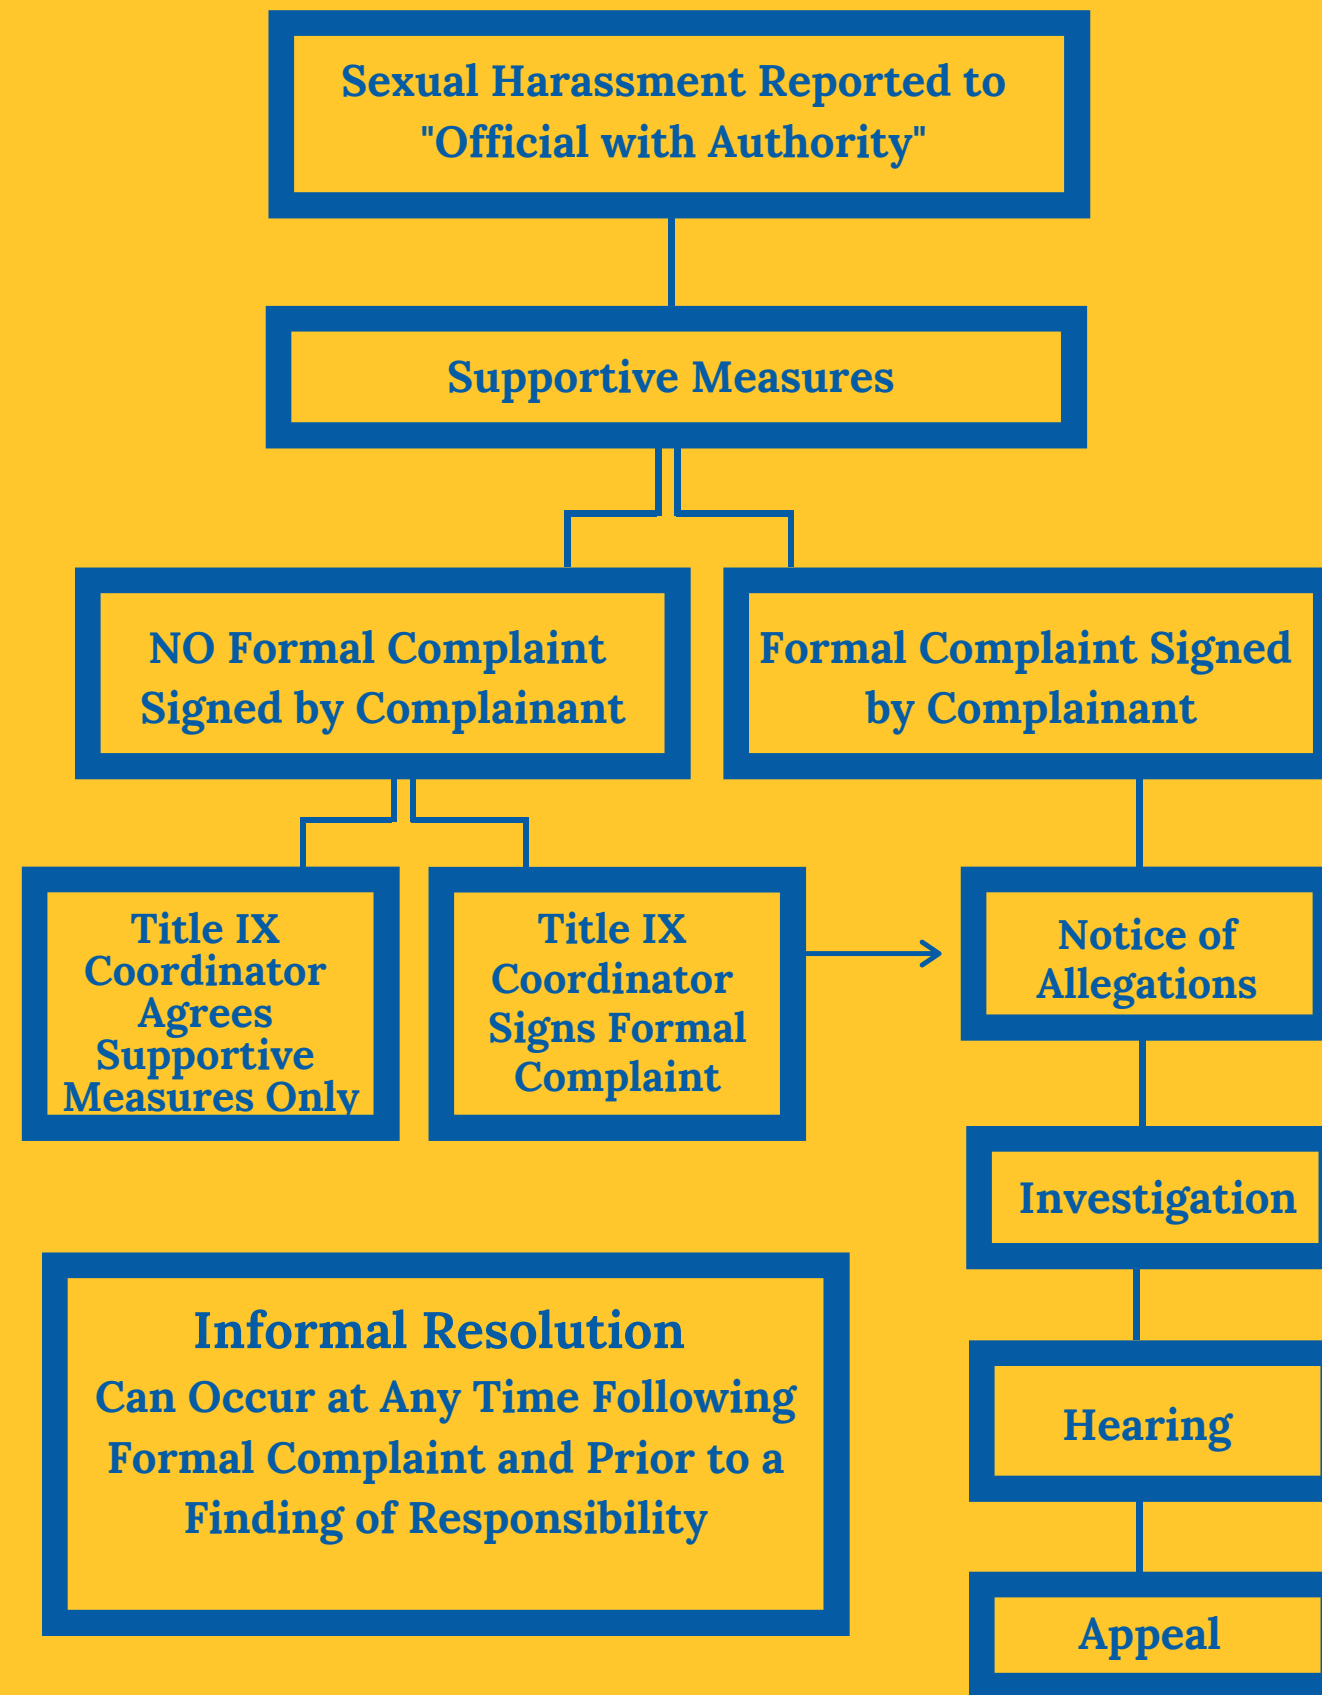 Sexual Harassment Reported to
"Official with Authority"
Supportive Measures
NO Formal Complaint
Signed by Complainant
Formal Complaint Signed
by Complainant
Title IX
Coordinator
Agrees
Supportive
Measures Only
Title IX
Coordinator
Signs Formal
Complaint
Notice of
Allegations
Investigation
Hearing
Appeal
Informal Resolution
Can Occur at Any Time Following
Formal Complaint and Prior to a
Finding of Responsibility